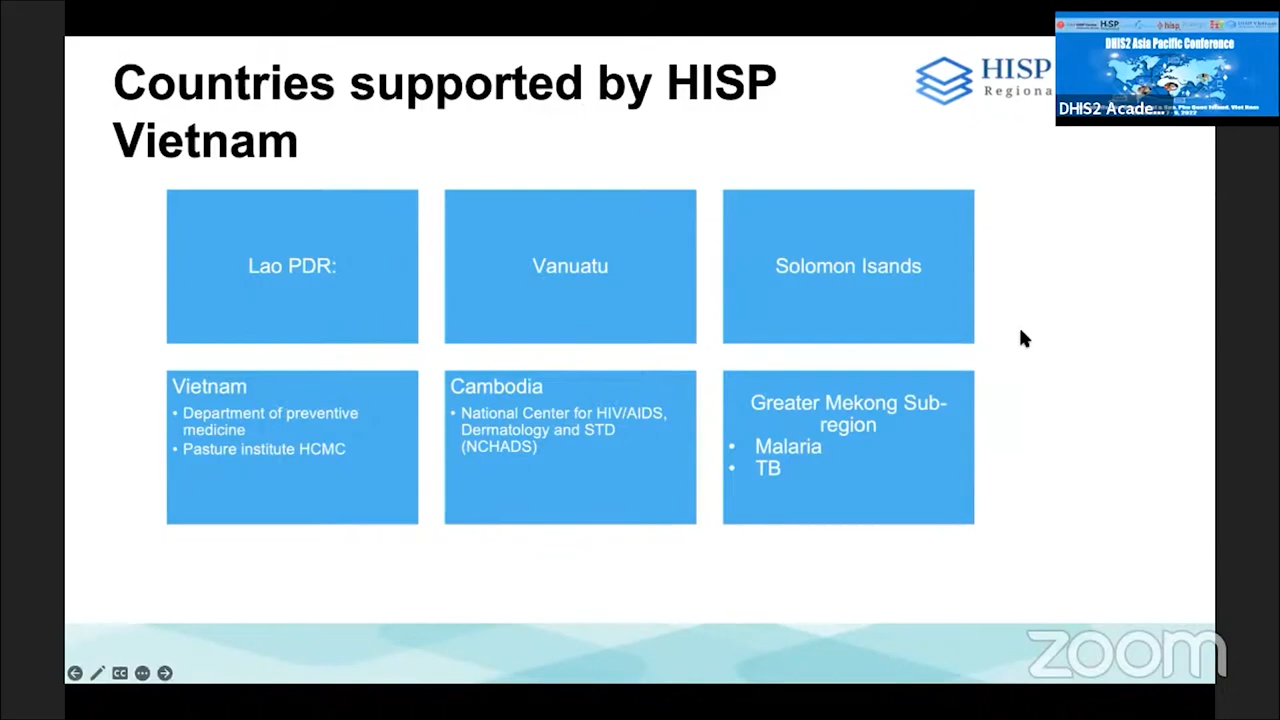 Countries supported by HISP
Vietnam
HISP
Regiona
DHIS2 Asia Pacific Conference
DHIS2 Acade...
Lao PDR:
Vanuatu
Solomon Isands
Vietnam
• Department of preventive
medicine
• Pasture institute HCMC
Cambodia
• National Center for HIV/AIDS,
Dermatology and STD
(NCHADS)
Greater Mekong Sub-
region
• Malaria
• TB
zoom